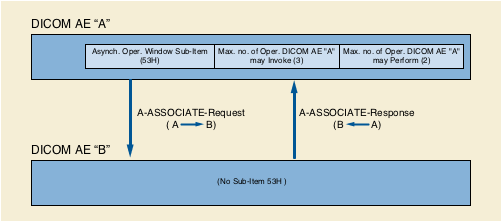 DICOM AE “A”
Asynch. Oper. Window Sub-Item
(53H)
Max. no. of Oper. DICOM AE "A"
may Invoke (3)
Max. no. of Oper. DICOM AE "A"
may Perform (2)
A-ASSOCIATE-Request
( A B)
A-ASSOCIATE-Response
(B A)
DICOM AE “B”
(No Sub-Item 53H )